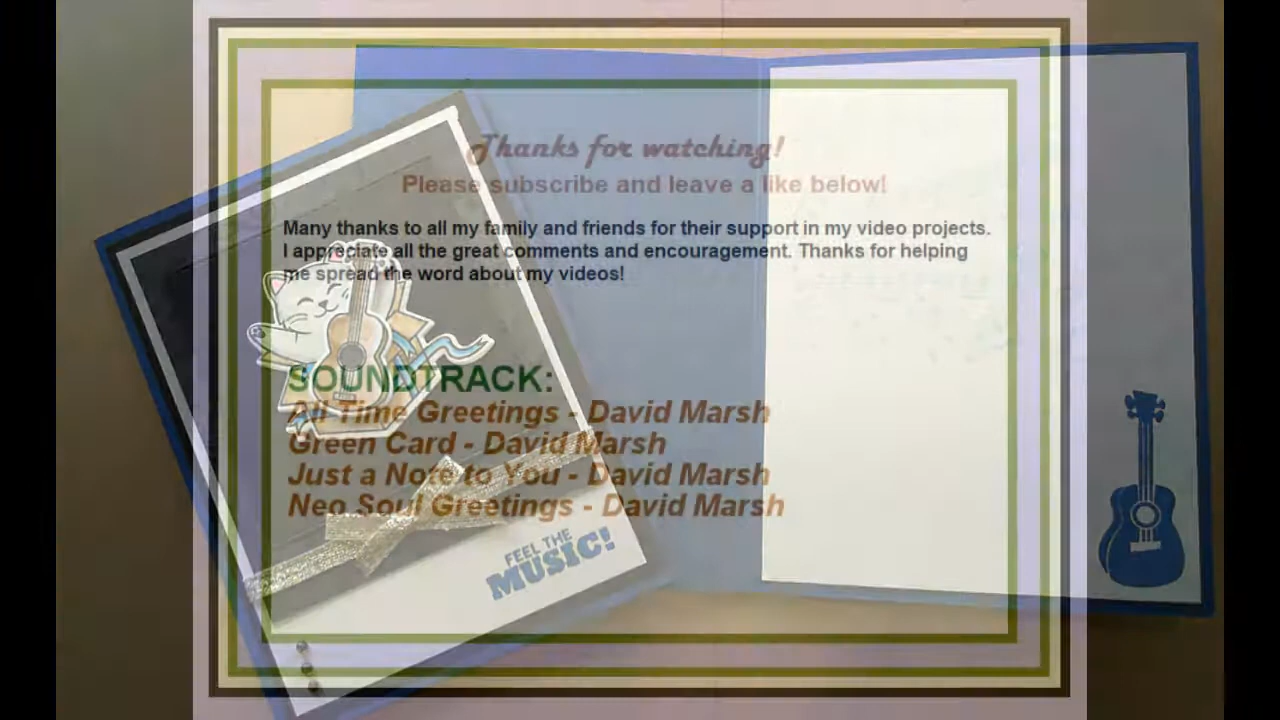 Thanks for watching!
Please subscribe and leave a like below!
Many thanks to all my family and friends for their support in my video projects.
I appreciate all the great comments and encouragement. Thanks for helping
me spread the word about my videos!
SOUNDTRACK:
All-Time Greetings - David Marsh
Green Card - David Marsh
Just a Note to You - David Marsh
Neo Soul Greetings - David Marsh
FEEL THE
MUSIC!